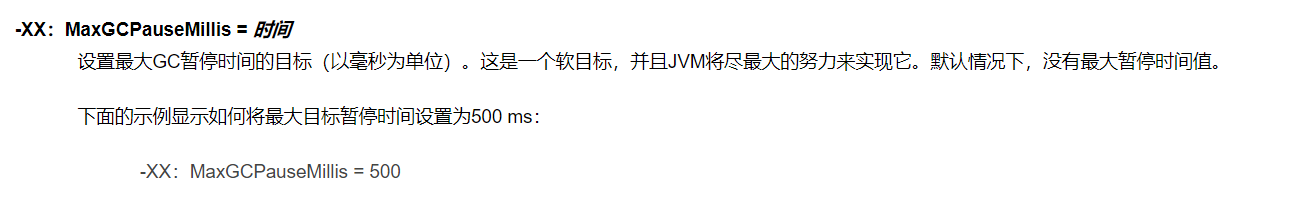 -XX：MaxGCPauseMillis = 时间
设置最大GC暂停时间的目标（以毫秒为单位）。这是一个软目标，并且JVM将尽最大的努力来实现它。默认情况下，没有最大暂停时间值。
下面的示例显示如何将最大目标暂停时间设置为500 ms：
-XX：MaxGCPauseMillis = 500